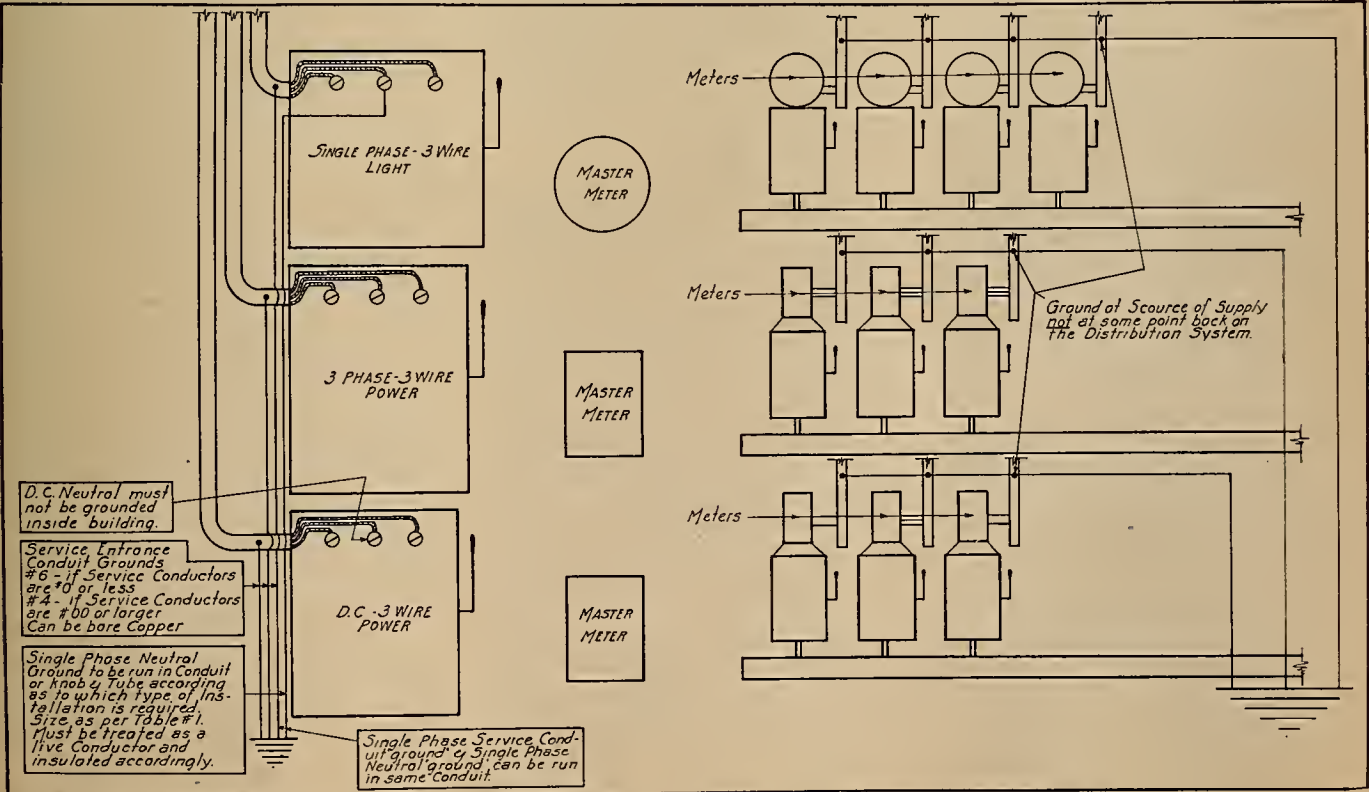 SINGLE PHASE - 3 WIRE
LIGHT
MASTER
METER
Meters
3 PHASE - 3 WIRE
POWER
MASTER
METER
Meters
Ground at Scource of Supply
not at some point back on
the Distribution System.
D.C. Neutral must
not be grounded
inside building.
Service Entrance
Conduit Grounds
#6 - if Service Conductors
are #0 or less
#4 - if Service Conductors
are #00 or larger
Can be bare Copper
D.C - 3 WIRE
POWER
MASTER
METER
Meters
Single Phase Neutral
Ground to be run in Conduit
or Knob & Tube according
as to which type of Ins-
tallation is required.
Size as per Table #1.
Must be treated as a
live Conductor and
insulated accordingly.
Single Phase Service Cond-
uit "ground" & Single Phase
Neutral "ground" can be run
in same Conduit.